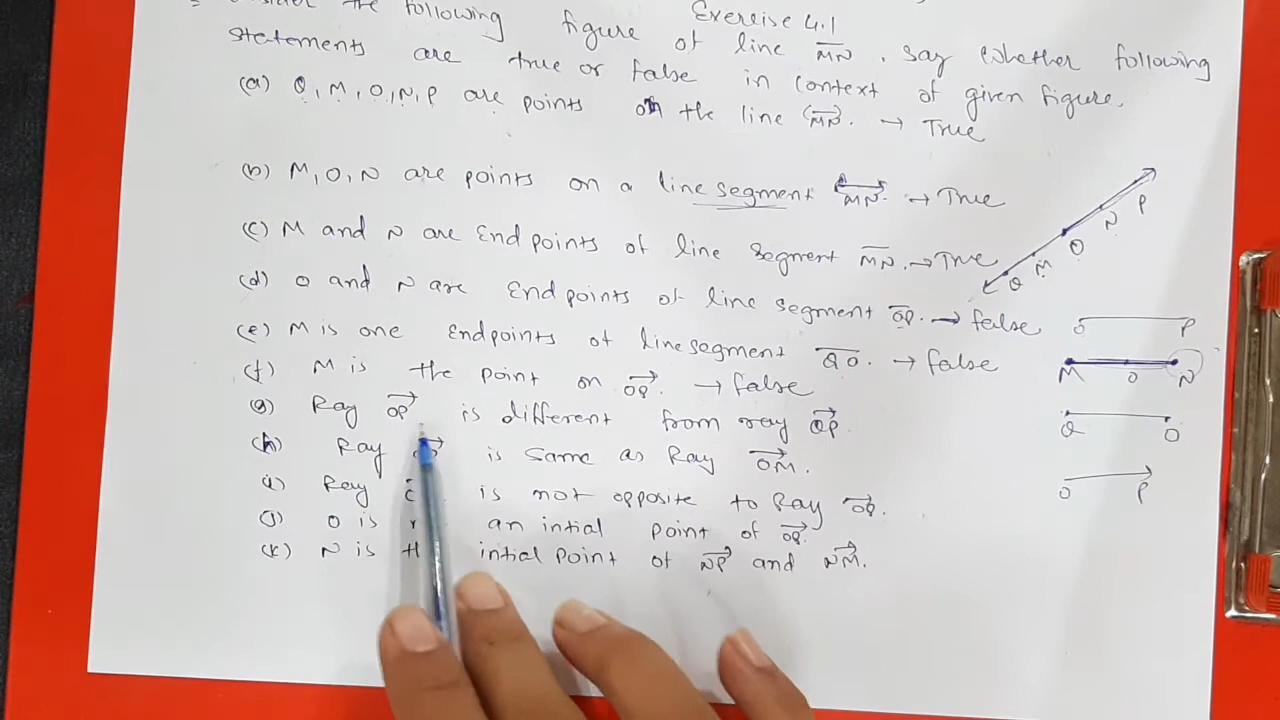 the following Exercise 4.1
figure of line MN, say Whether following
statements are true or false in context of given figure.
(a) Q, M, O, N, P are points on the line MN. → True
(b) M, O, N are points on a line segment MN. → True
(c) M and N are End points of line segment MN. → True
(d) O and N are End points of line segment OP. → false
(e) M is one Endpoints of line segment QO. → false
(f) M is the point on OP. → false
(g) Ray OP is different from ray QP
(h) Ray is same as Ray OM.
(i) Ray is not opposite to Ray OP.
(j) O is an intial point of OP.
(k) N is intial point of NP and NM.
Q M O N P
O P
M O N
Q O
O P